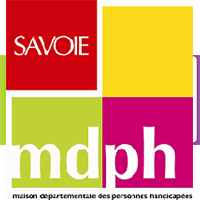 SAVOIE
mdph
maison départementale des personnes handicapées